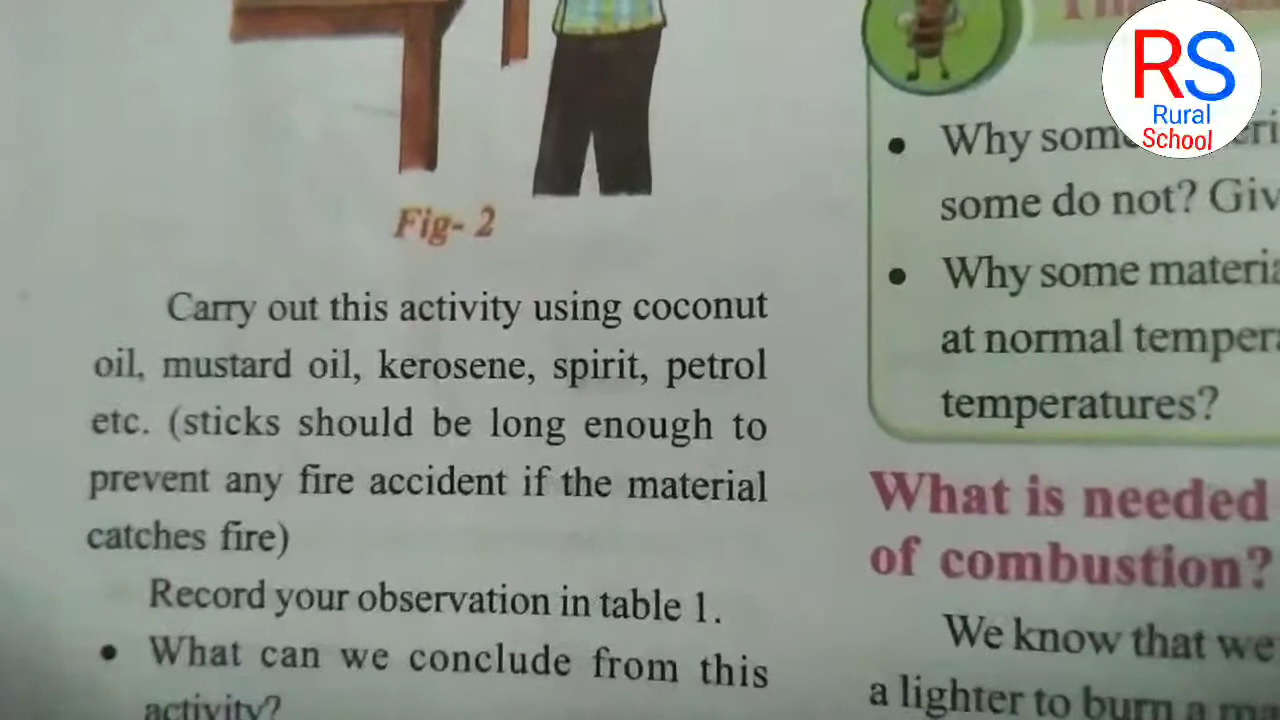 Fig- 2
Carry out this activity using coconut
oil, mustard oil, kerosene, spirit, petrol
etc. (sticks should be long enough to
prevent any fire accident if the material
catches fire)
Record your observation in table 1.
• What can we conclude from this
activity?
• Why some
some do not?
• Why some
at normal
temperatures?
What is needed
of combustion?
We know that we
a lighter to burn a
RS
Rural
School